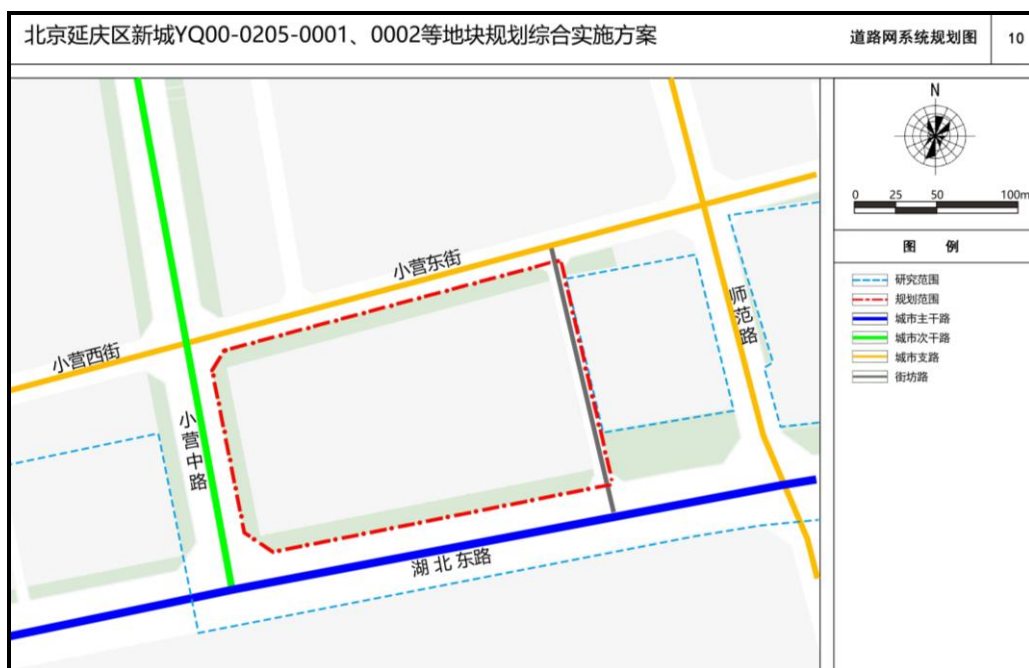 北京延庆区新城YQ00-0205-0001、0002等地块规划综合实施方案
道路网系统规划图
10
N
0 25 50 100m
图 例
研究范围
规划范围
城市主干路
城市次干路
城市支路
街坊路
小营东街
师范路
小营西街
小营中路
湖北东路